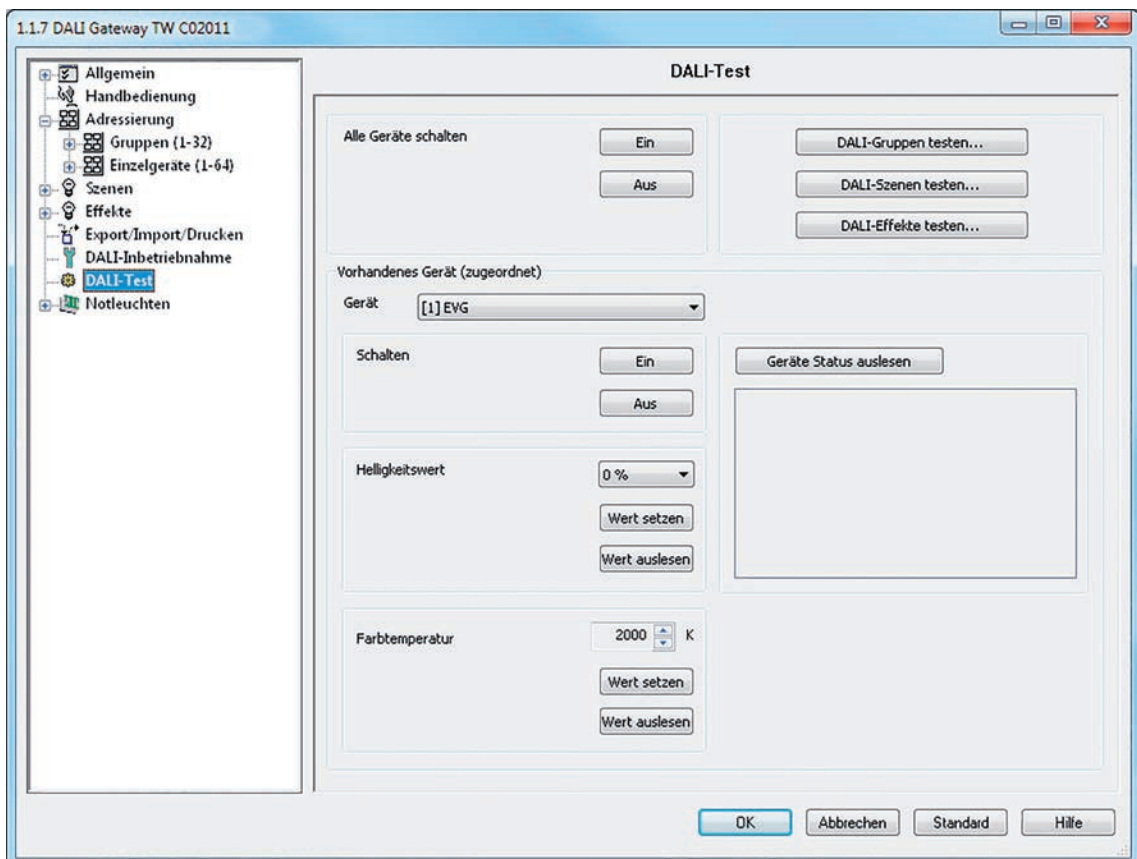 1.1.7 DALI Gateway TW C02011
Allgemein
Handbedienung
Adressierung
Gruppen (1-32)
Einzelgeräte (1-64)
Szenen
Effekte
Export/Import/Drucken
DALI-Inbetriebnahme
DALI-Test
Notleuchten
DALI-Test
Alle Geräte schalten
Ein
Aus
DALI-Gruppen testen...
DALI-Szenen testen...
DALI-Effekte testen...
Vorhandenes Gerät (zugeordnet)
Gerät
[1] EVG
Schalten
Ein
Aus
Geräte Status auslesen
Helligkeitswert
0 %
Wert setzen
Wert auslesen
Farbtemperatur
2000 K
Wert setzen
Wert auslesen
OK
Abbrechen
Standard
Hilfe